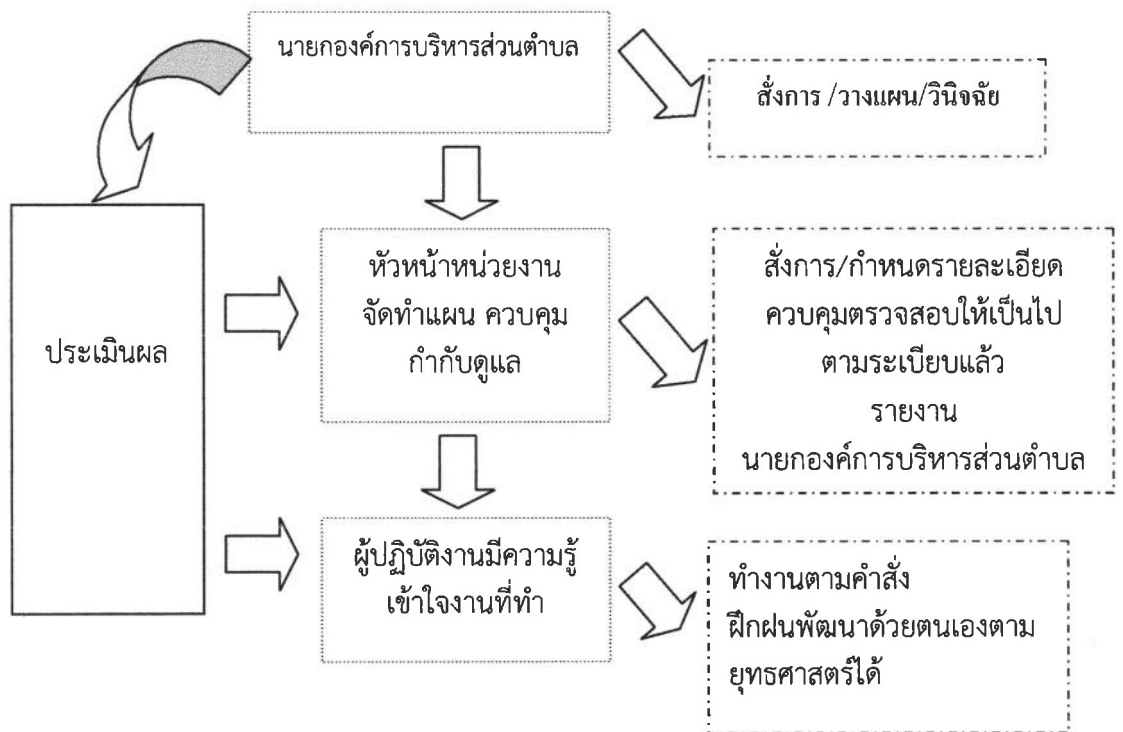 นายกองค์การบริหารส่วนตำบล
สั่งการ /วางแผน/วินิจฉัย
ประเมินผล
หัวหน้าหน่วยงาน
จัดทำแผน ควบคุม
กำกับดูแล
สั่งการ/กำหนดรายละเอียด
ควบคุมตรวจสอบให้เป็นไป
ตามระเบียบแล้ว
รายงาน
นายกองค์การบริหารส่วนตำบล
ผู้ปฏิบัติงานมีความรู้
เข้าใจงานที่ทำ
ทำงานตามคำสั่ง
ฝึกฝนพัฒนาด้วยตนเองตาม
ยุทธศาสตร์ได้